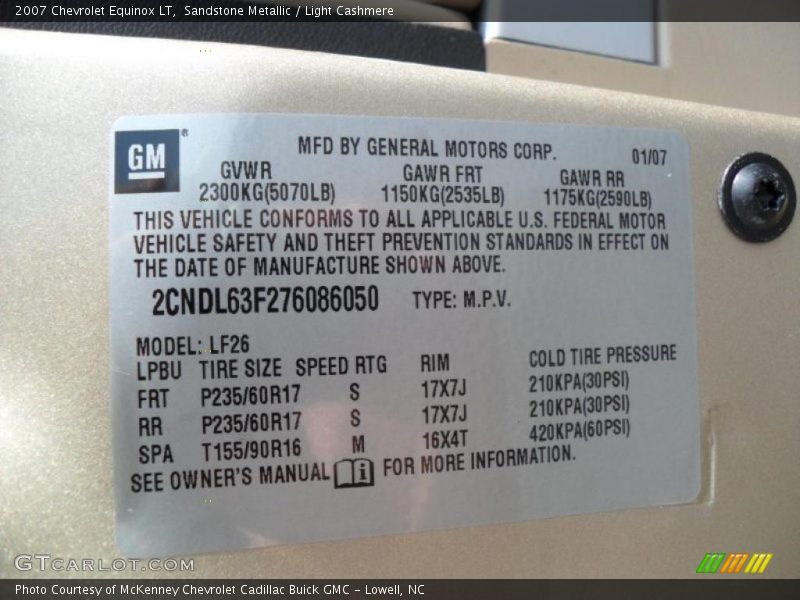 2007 Chevrolet Equinox LT, Sandstone Metallic / Light Cashmere
GM®
MFD BY GENERAL MOTORS CORP. 01/07
GVWR GAWR FRT GAWR RR
2300KG(5070LB) 1150KG(2535LB) 1175KG(2590LB)
THIS VEHICLE CONFORMS TO ALL APPLICABLE U.S. FEDERAL MOTOR
VEHICLE SAFETY AND THEFT PREVENTION STANDARDS IN EFFECT ON
THE DATE OF MANUFACTURE SHOWN ABOVE.
2CNDL63F276086050 TYPE: M.P.V.
MODEL: LF26
LPBU TIRE SIZE SPEED RTG RIM COLD TIRE PRESSURE
FRT P235/60R17 S 17X7J 210KPA(30PSI)
RR P235/60R17 S 17X7J 210KPA(30PSI)
SPA T155/90R16 M 16X4T 420KPA(60PSI)
SEE OWNER'S MANUAL i FOR MORE INFORMATION.
GTCARLOT.COM
Photo Courtesy of McKenney Chevrolet Cadillac Buick GMC - Lowell, NC